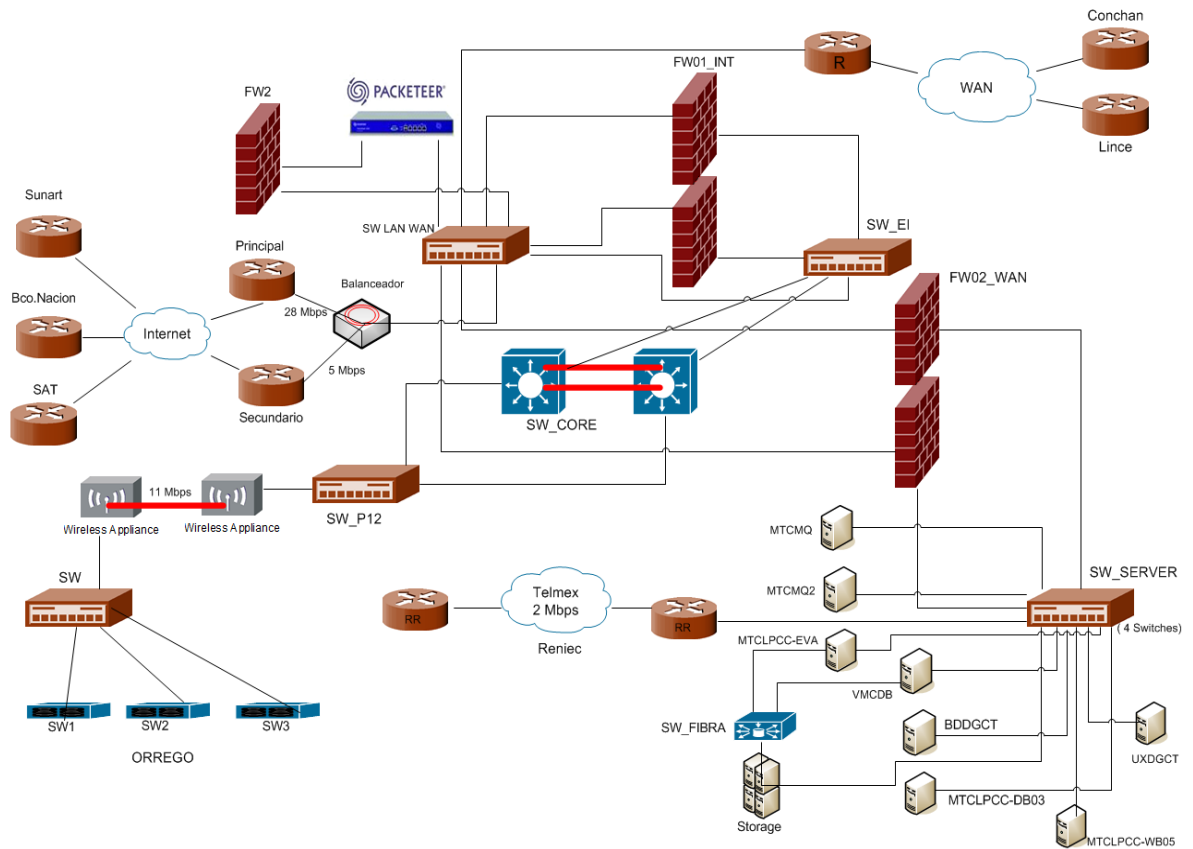 Conchan
R
WAN
Lince
FW01_INT
PACKETEER®
FW2
Sunart
SW LAN WAN
SW_EI
Principal
Bco.Nacion
Balanceador
FW02_WAN
28 Mbps
Internet
5 Mbps
SAT
Secundario
SW_CORE
11 Mbps
Wireless Appliance
Wireless Appliance
SW_P12
MTCMQ
SW
SW_SERVER
( 4 Switches)
MTCMQ2
Telmex
2 Mbps
RR
RR
Reniec
MTCLPCC-EVA
VMCDB
SW1
SW2
SW3
SW_FIBRA
BDDGCT
ORREGO
UXDGCT
MTCLPCC-DB03
Storage
MTCLPCC-WB05